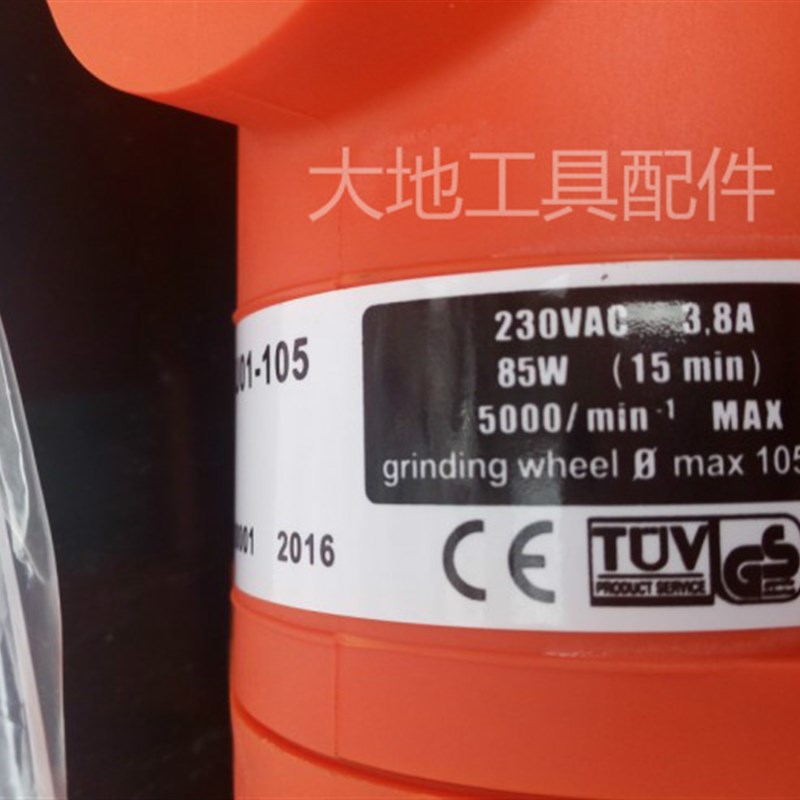 大地工具配件
01-105
230VAC 3.8A
85W (15 min)
5000/min-1 MAX
grinding wheel Ø max 105
0001 2016
CE TÜV GS
PRODUCT SERVICE